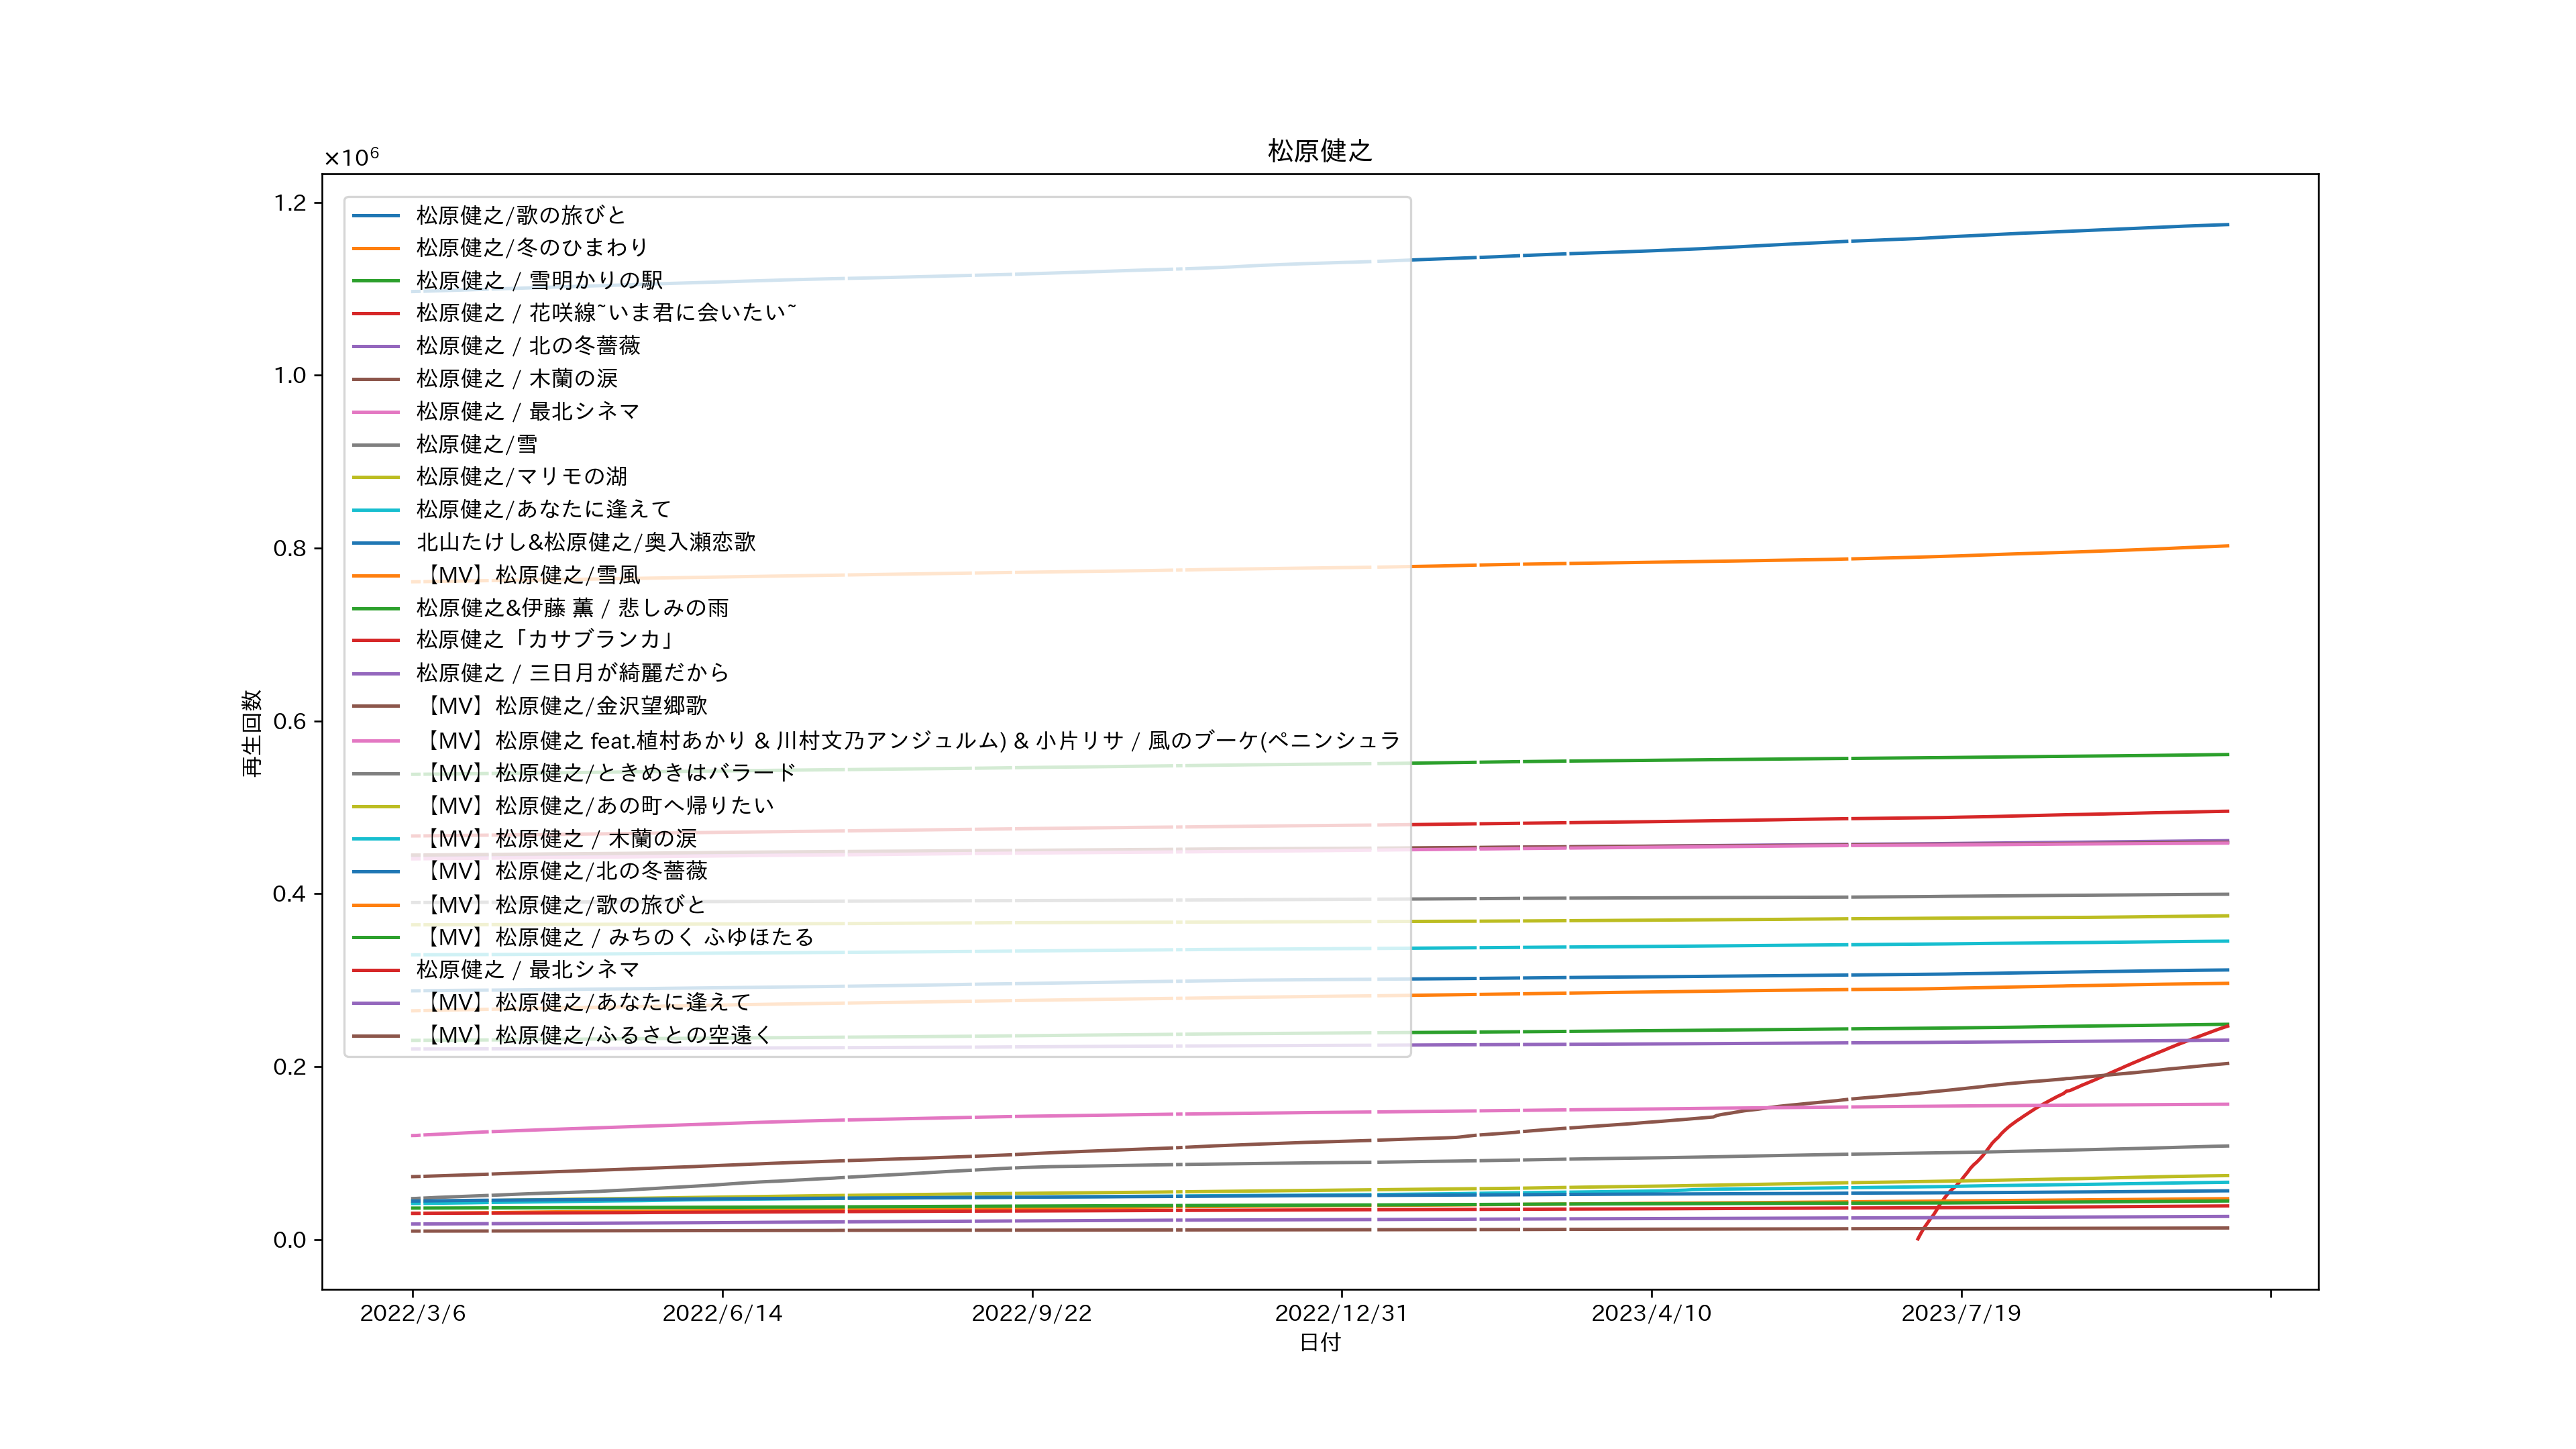 松原健之
×10⁶
1.2
1.0
0.8
0.6
0.4
0.2
0.0
再生回数
松原健之/歌の旅びと
松原健之/冬のひまわり
松原健之 / 雪明かりの駅
松原健之 / 花咲線~いま君に会いたい~
松原健之 / 北の冬薔薇
松原健之 / 木蘭の涙
松原健之 / 最北シネマ
松原健之/雪
松原健之/マリモの湖
松原健之/あなたに逢えて
北山たけし&松原健之/奥入瀬恋歌
【MV】松原健之/雪風
松原健之&伊藤 薫 / 悲しみの雨
松原健之「カサブランカ」
松原健之 / 三日月が綺麗だから
【MV】松原健之/金沢望郷歌
【MV】松原健之 feat.植村あかり & 川村文乃アンジュルム) & 小片リサ / 風のブーケ(ペニンシュラ
【MV】松原健之/ときめきはバラード
【MV】松原健之/あの町へ帰りたい
【MV】松原健之 / 木蘭の涙
【MV】松原健之/北の冬薔薇
【MV】松原健之/歌の旅びと
【MV】松原健之 / みちのく ふゆほたる
松原健之 / 最北シネマ
【MV】松原健之/あなたに逢えて
【MV】松原健之/ふるさとの空遠く
2022/3/6 2022/6/14 2022/9/22 2022/12/31 2023/4/10 2023/7/19
日付